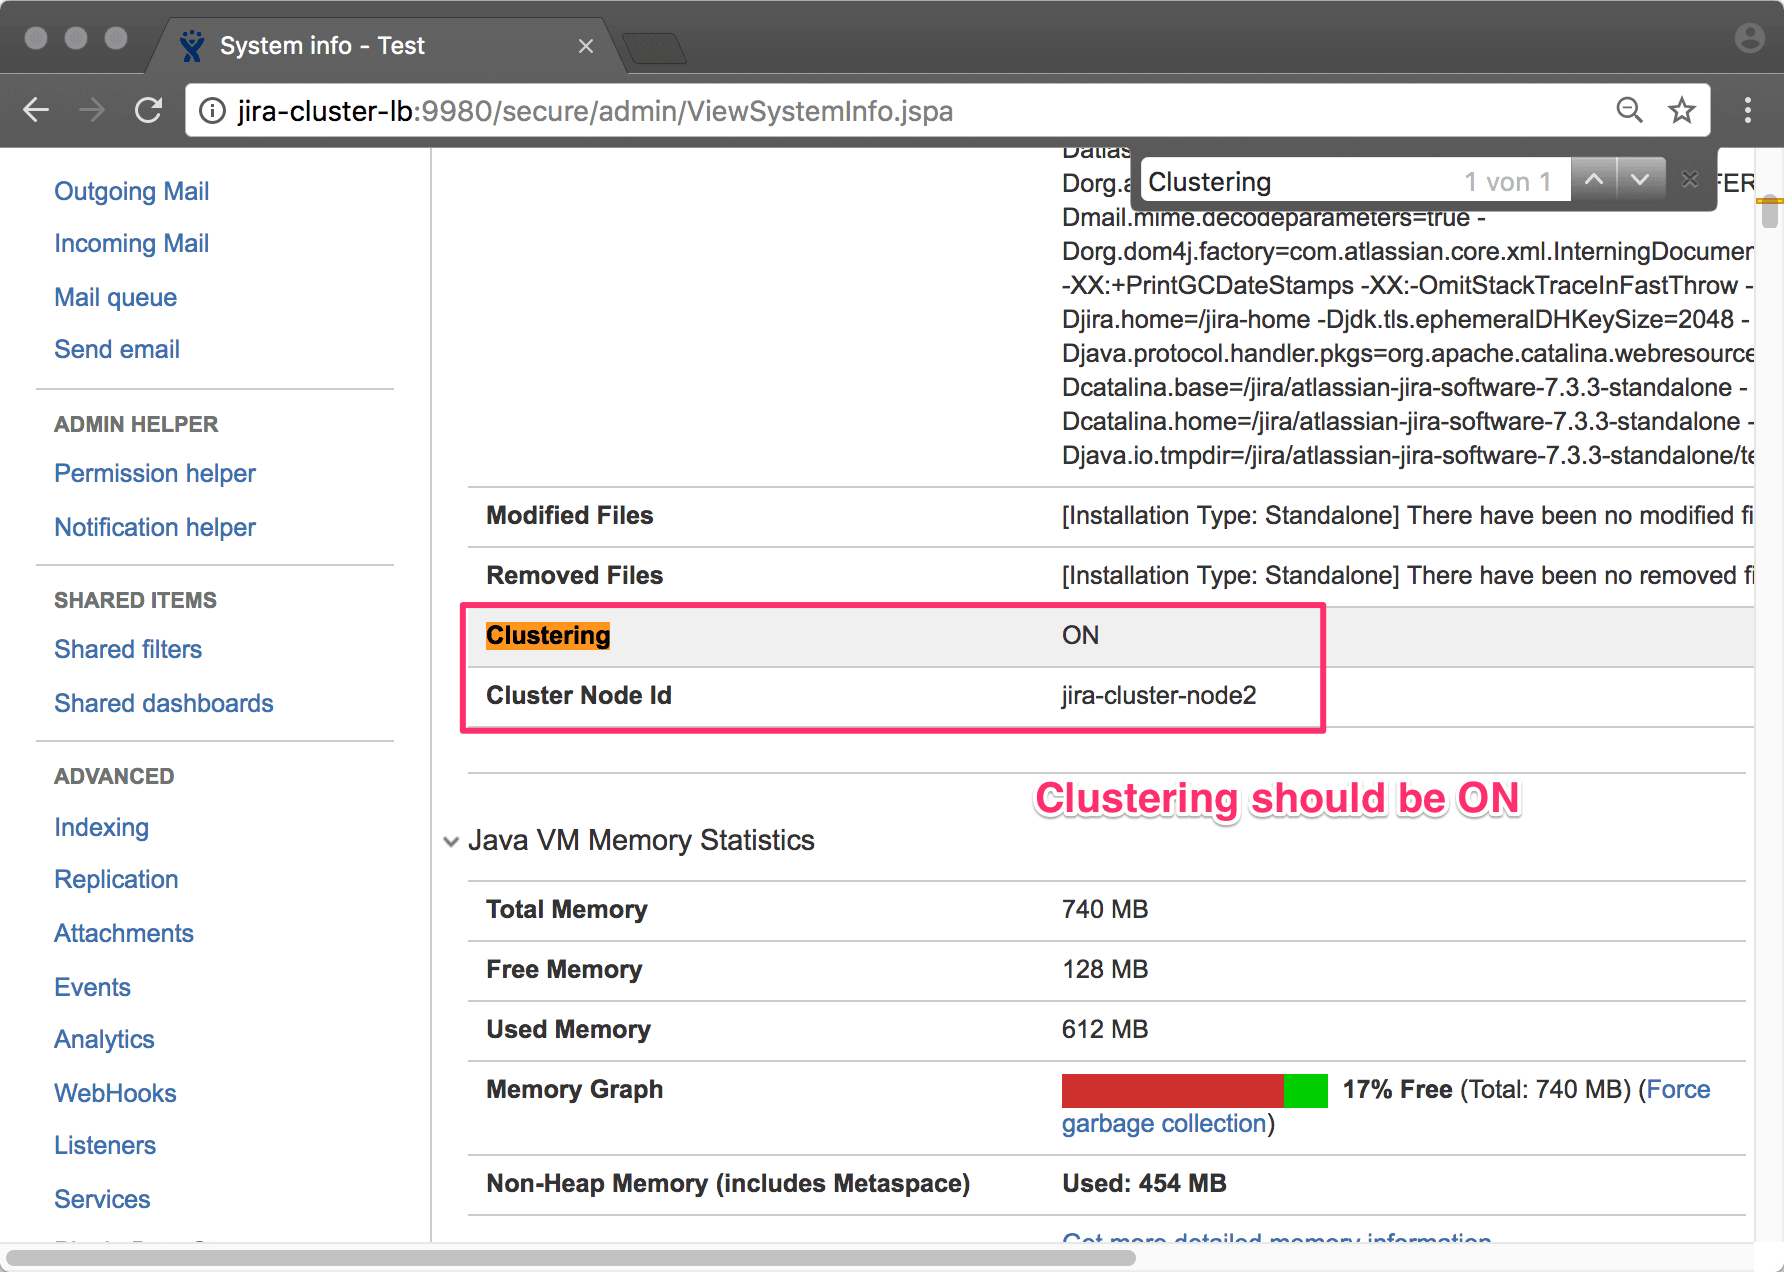 System info - Test
jira-cluster-lb:9980/secure/admin/ViewSystemInfo.jspa
Clustering 1 von 1
Outgoing Mail
Incoming Mail
Mail queue
Send email
ADMIN HELPER
Permission helper
Notification helper
SHARED ITEMS
Shared filters
Shared dashboards
ADVANCED
Indexing
Replication
Attachments
Events
Analytics
WebHooks
Listeners
Services
Dmail.mime.decodeparameters=true -
Dorg.dom4j.factory=com.atlassian.core.xml.InterningDocumen
-XX:+PrintGCDateStamps -XX:-OmitStackTraceInFastThrow -
Djira.home=/jira-home -Djdk.tls.ephemeralDHKeySize=2048 -
Djava.protocol.handler.pkgs=org.apache.catalina.webresource
Dcatalina.base=/jira/atlassian-jira-software-7.3.3-standalone -
Dcatalina.home=/jira/atlassian-jira-software-7.3.3-standalone -
Djava.io.tmpdir=/jira/atlassian-jira-software-7.3.3-standalone/te
Modified Files [Installation Type: Standalone] There have been no modified fi
Removed Files [Installation Type: Standalone] There have been no removed fi
Clustering ON
Cluster Node Id jira-cluster-node2
Clustering should be ON
Java VM Memory Statistics
Total Memory 740 MB
Free Memory 128 MB
Used Memory 612 MB
Memory Graph 17% Free (Total: 740 MB) (Force
garbage collection)
Non-Heap Memory (includes Metaspace) Used: 454 MB
Get more detailed memory information